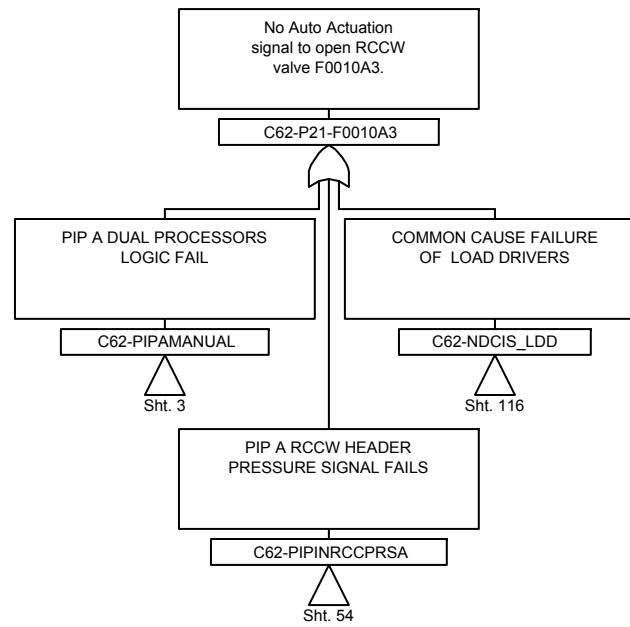 No Auto Actuation
signal to open RCCW
valve F0010A3.
C62-P21-F0010A3
PIP A DUAL PROCESSORS
LOGIC FAIL
C62-PIPAMANUAL
Sht. 3
COMMON CAUSE FAILURE
OF LOAD DRIVERS
C62-NDCIS_LDD
Sht. 116
PIP A RCCW HEADER
PRESSURE SIGNAL FAILS
C62-PIPINRCCPRSA
Sht. 54